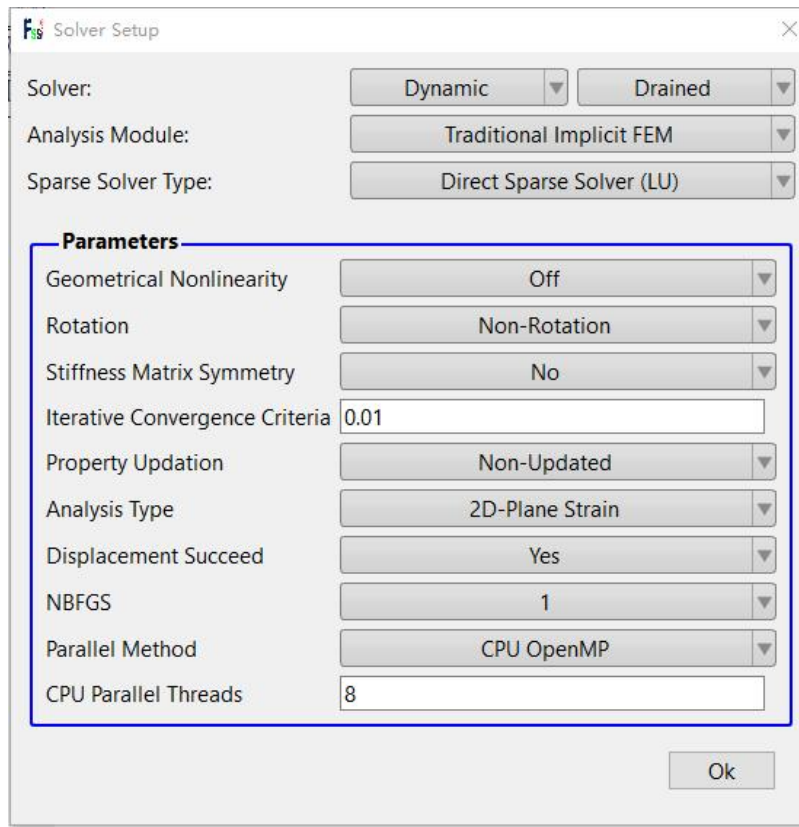 Fssi Solver Setup
Solver: Dynamic Drained
Analysis Module: Traditional Implicit FEM
Sparse Solver Type: Direct Sparse Solver (LU)
Parameters
Geometrical Nonlinearity Off
Rotation Non-Rotation
Stiffness Matrix Symmetry No
Iterative Convergence Criteria 0.01
Property Updation Non-Updated
Analysis Type 2D-Plane Strain
Displacement Succeed Yes
NBFGS 1
Parallel Method CPU OpenMP
CPU Parallel Threads 8
Ok